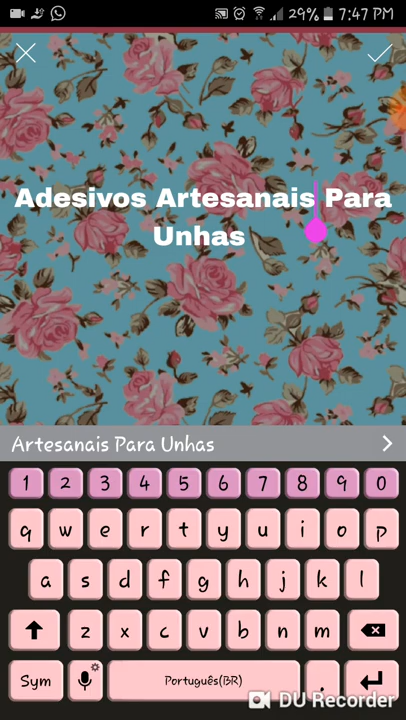 29% 7:47 PM
Adesivos Artesanais Para
Unhas
Artesanais Para Unhas
1 2 3 4 5 6 7 8 9 0
q w e r t y u i o p
a s d f g h j k l
z x c v b n m
Sym Português(BR) .
DU Recorder